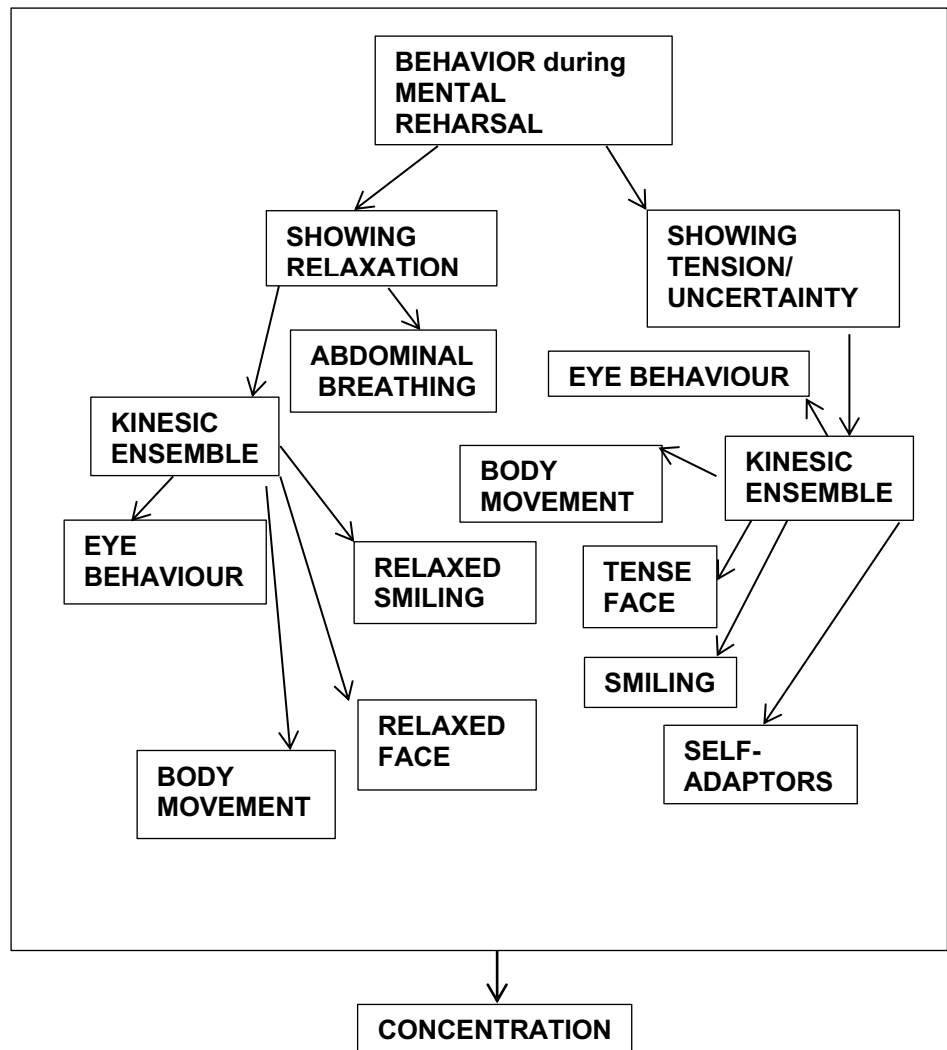 BEHAVIOR during
MENTAL
REHARSAL
SHOWING
RELAXATION
SHOWING
TENSION/
UNCERTAINTY
ABDOMINAL
BREATHING
EYE BEHAVIOUR
KINESIC
ENSEMBLE
BODY
MOVEMENT
KINESIC
ENSEMBLE
EYE
BEHAVIOUR
RELAXED
SMILING
TENSE
FACE
SMILING
RELAXED
FACE
SELF-
ADAPTORS
BODY
MOVEMENT
CONCENTRATION